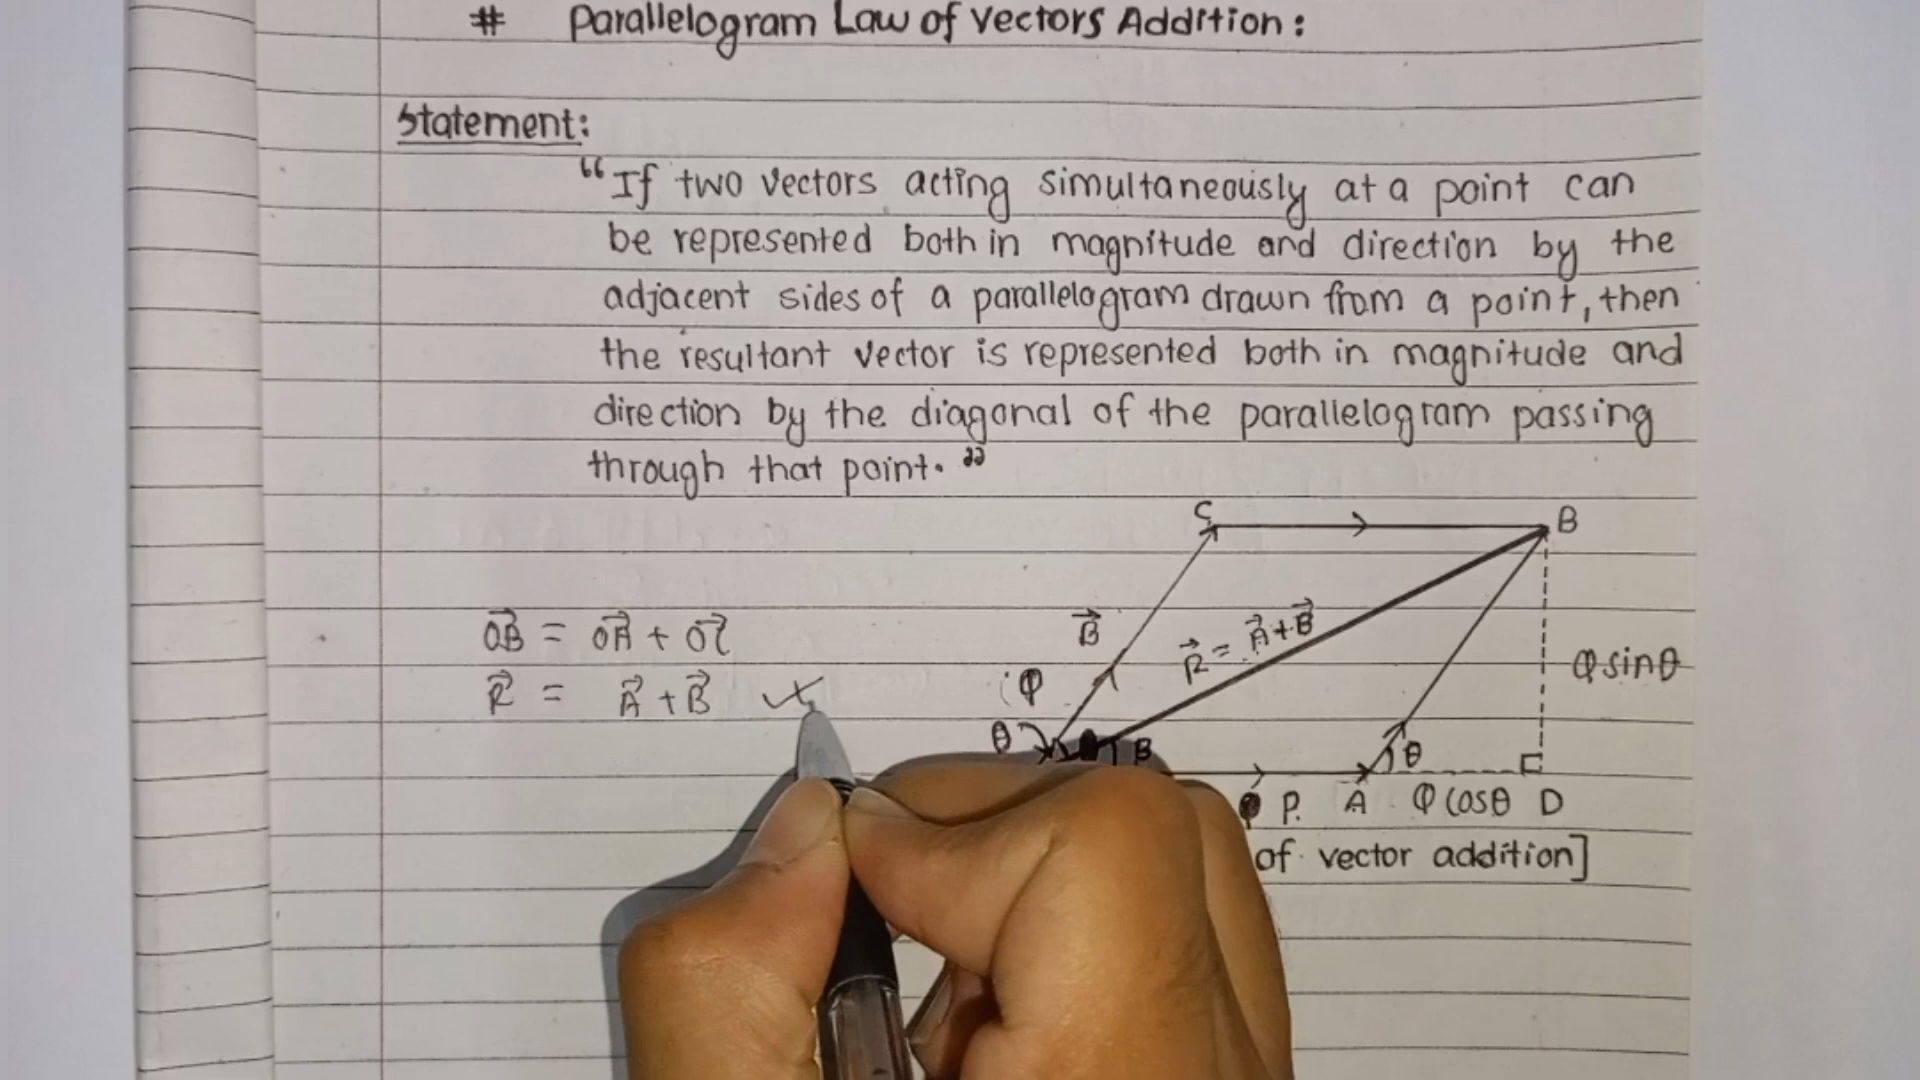 # Parallelogram Law of Vectors Addition:
Statement:
“If two vectors acting simultaneously at a point can
be represented both in magnitude and direction by the
adjacent sides of a parallelogram drawn from a point, then
the resultant vector is represented both in magnitude and
direction by the diagonal of the parallelogram passing
through that point.”
C B
OB⃗ = OA⃗ + OC⃗
R⃗ = A⃗ + B⃗ ✓
B⃗
R⃗ = A⃗ + B⃗
Q sinθ
Q
θ
β
θ
P. A Q cosθ D
of vector addition]